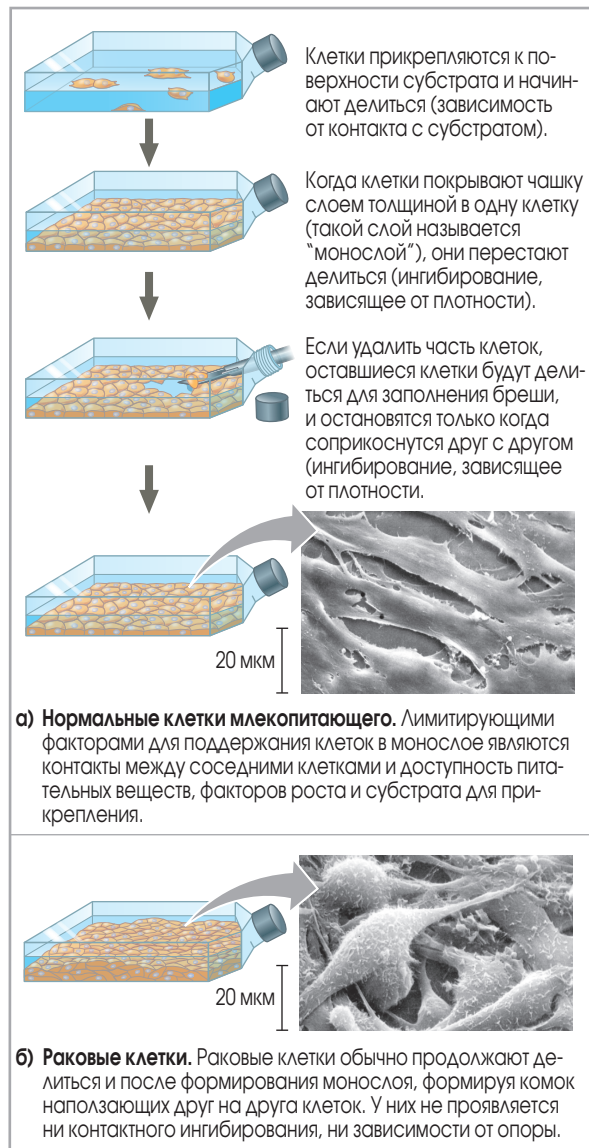 Клетки прикрепляются к по-
верхности субстрата и начин-
ают делиться (зависимость
от контакта с субстратом).
Когда клетки покрывают чашку
слоем толщиной в одну клетку
(такой слой называется
"монослой"), они перестают
делиться (ингибирование,
зависящее от плотности).
Если удалить часть клеток,
оставшиеся клетки будут дели-
ться для заполнения бреши,
и остановятся только когда
соприкоснутся друг с другом
(ингибирование, зависящее
от плотности.
20 мкм
а) Нормальные клетки млекопитающего. Лимитирующими
факторами для поддержания клеток в монослое являются
контакты между соседними клетками и доступность пита-
тельных веществ, факторов роста и субстрата для при-
крепления.
20 мкм
б) Раковые клетки. Раковые клетки обычно продолжают де-
литься и после формирования монослоя, формируя комок
наползающих друг на друга клеток. У них не проявляется
ни контактного ингибирования, ни зависимости от опоры.